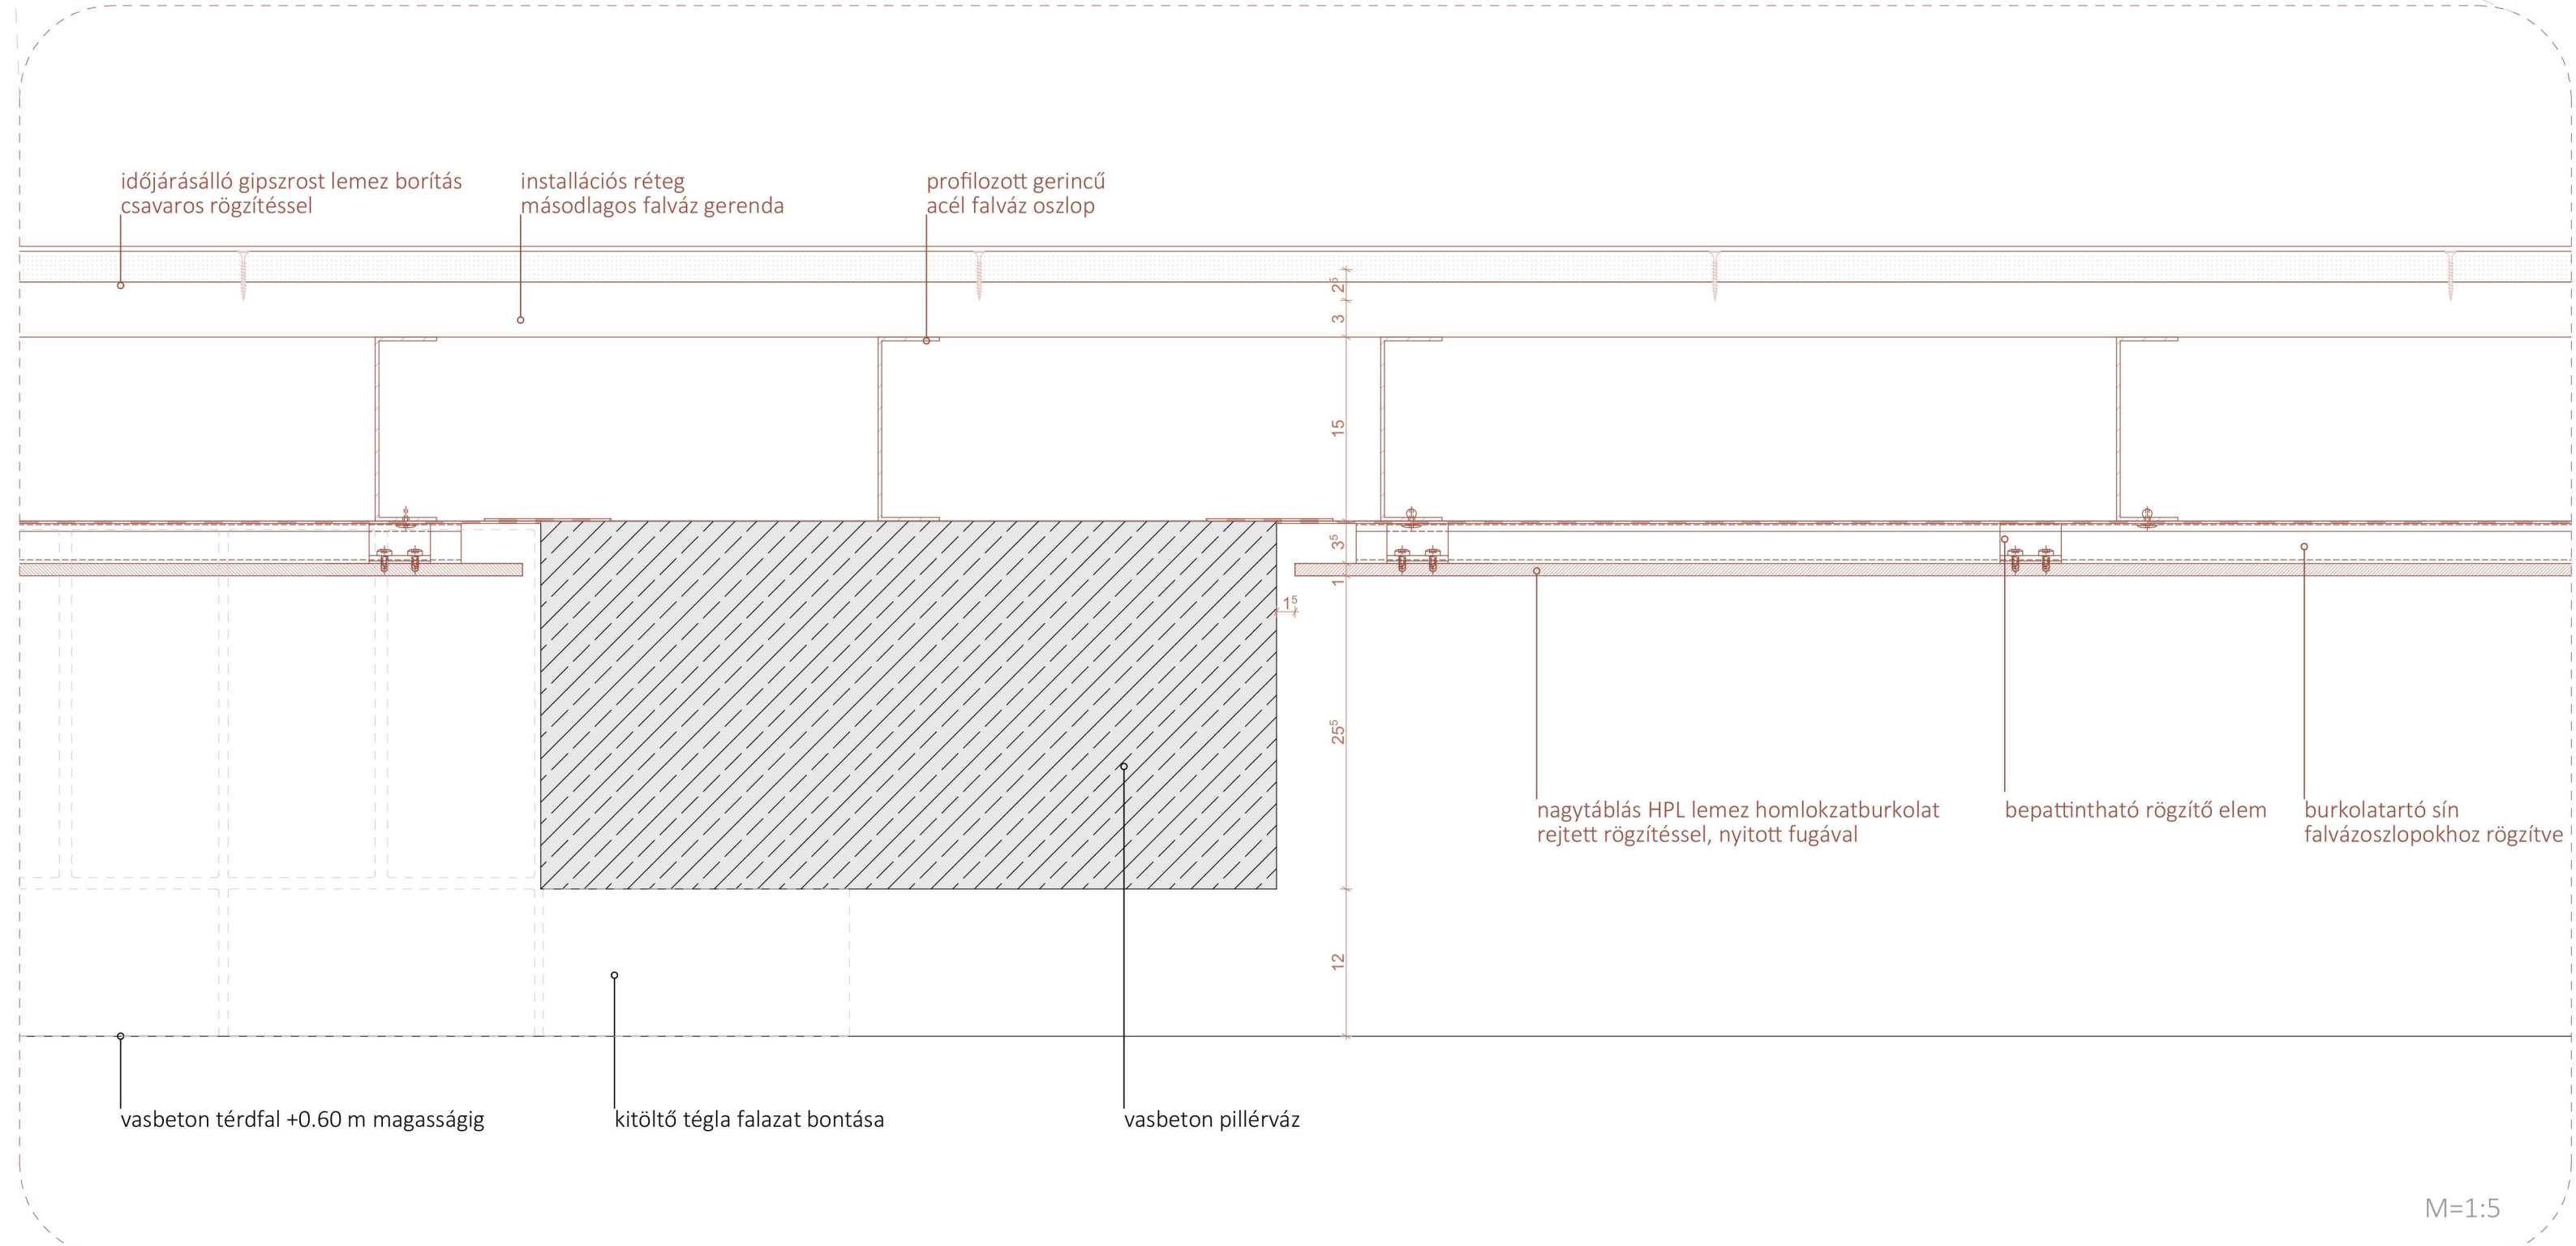 időjárásálló gipszrost lemez borítás
csavaros rögzítéssel
installációs réteg
másodlagos falváz gerenda
profilozott gerincű
acél falváz oszlop
2⁵
3
15
3⁵
1
1⁵
25⁵
12
nagytáblás HPL lemez homlokzatburkolat
rejtett rögzítéssel, nyitott fugával
bepattintható rögzítő elem
burkolatartó sín
falvázoszlopokhoz rögzítve
vasbeton térdfal +0.60 m magasságig
kitöltő tégla falazat bontása
vasbeton pillérváz
M=1:5